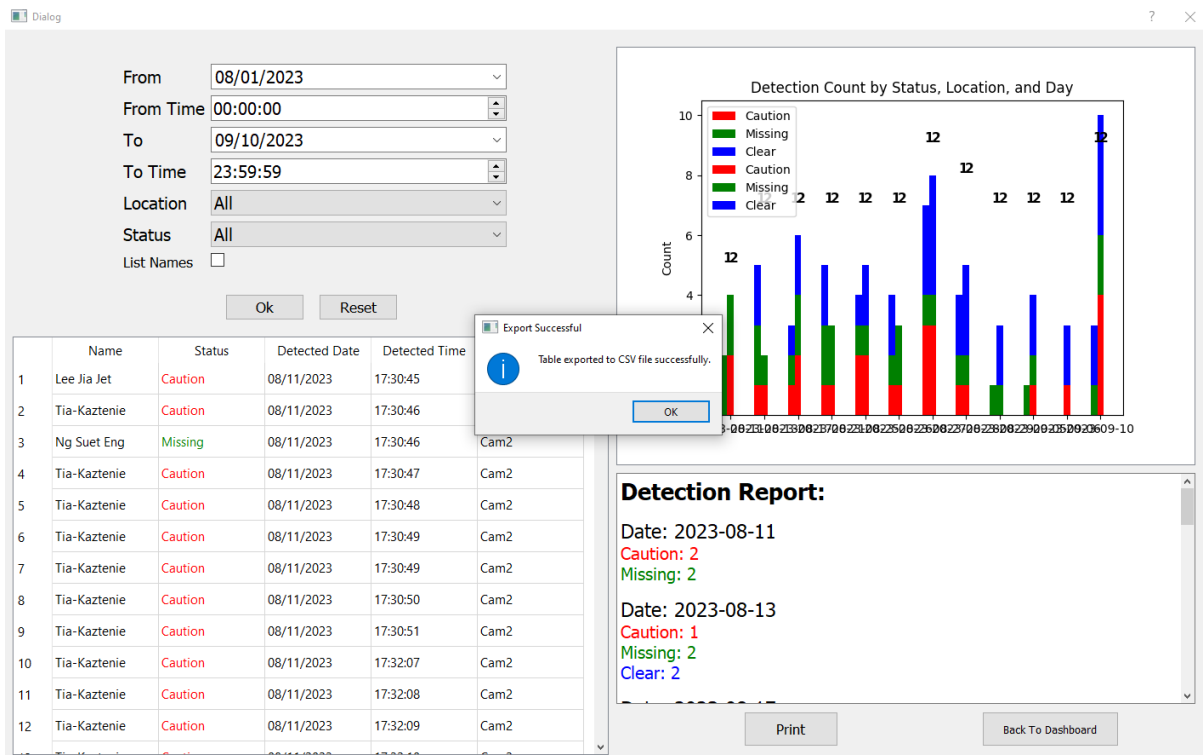 Dialog
?
From 08/01/2023
From Time 00:00:00
To 09/10/2023
To Time 23:59:59
Location All
Status All
List Names
Ok Reset
Name Status Detected Date Detected Time
1 Lee Jia Jet Caution 08/11/2023 17:30:45
2 Tia-Kaztenie Caution 08/11/2023 17:30:46
3 Ng Suet Eng Missing 08/11/2023 17:30:46 Cam2
4 Tia-Kaztenie Caution 08/11/2023 17:30:47 Cam2
5 Tia-Kaztenie Caution 08/11/2023 17:30:48 Cam2
6 Tia-Kaztenie Caution 08/11/2023 17:30:49 Cam2
7 Tia-Kaztenie Caution 08/11/2023 17:30:49 Cam2
8 Tia-Kaztenie Caution 08/11/2023 17:30:50 Cam2
9 Tia-Kaztenie Caution 08/11/2023 17:30:51 Cam2
10 Tia-Kaztenie Caution 08/11/2023 17:32:07 Cam2
11 Tia-Kaztenie Caution 08/11/2023 17:32:08 Cam2
12 Tia-Kaztenie Caution 08/11/2023 17:32:09 Cam2
Export Successful
Table exported to CSV file successfully.
OK
Detection Count by Status, Location, and Day
10
8
6
4
Count
Caution
Missing
Clear
Caution
Missing
Clear
12 12
12
12 12 12 12 12 12 12 12
12
09-10
Detection Report:
Date: 2023-08-11
Caution: 2
Missing: 2
Date: 2023-08-13
Caution: 1
Missing: 2
Clear: 2
Print Back To Dashboard